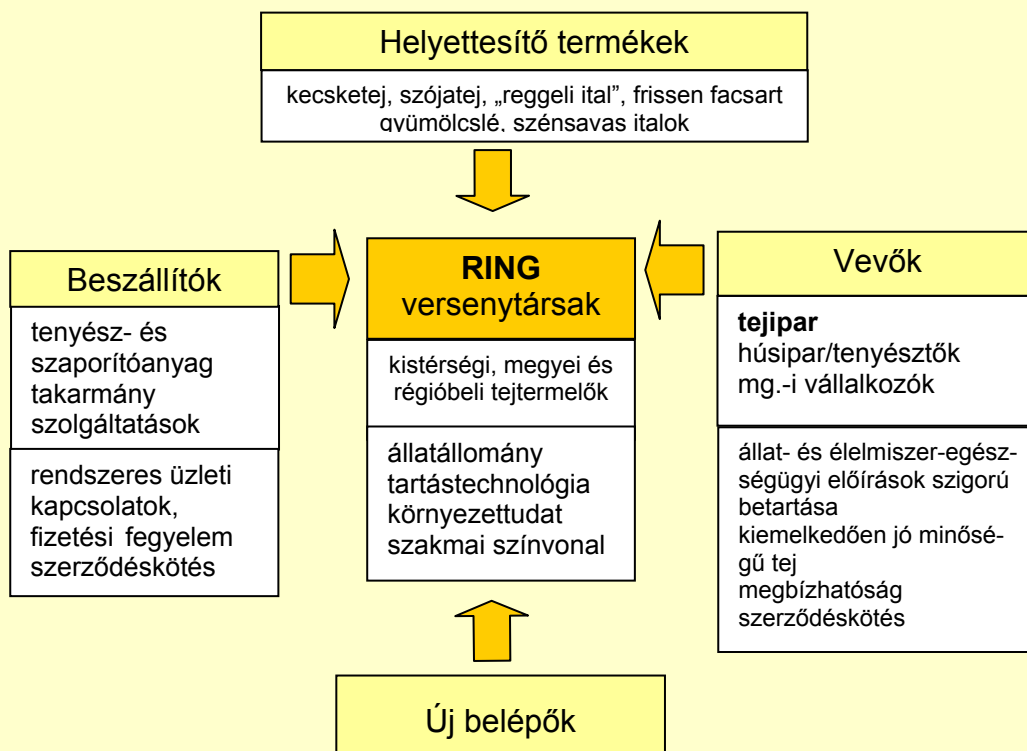 Helyettesítő termékek
kecsketej, szójatej, „reggeli ital”, frissen facsart
gyümölcslé, szénsavas italok
Beszállítók
tenyész- és
szaporítóanyag
takarmány
szolgáltatások
rendszeres üzleti
kapcsolatok,
fizetési fegyelem
szerződéskötés
RING
versenytársak
kistérségi, megyei és
régióbeli tejtermelők
állatállomány
tartástechnológia
környezettudat
szakmai színvonal
Vevők
tejipar
húsipar/tenyésztők
mg.-i vállalkozók
állat- és élelmiszer-egész-
ségügyi előírások szigorú
betartása
kiemelkedően jó minősé-
gű tej
megbízhatóság
szerződéskötés
Új belépők